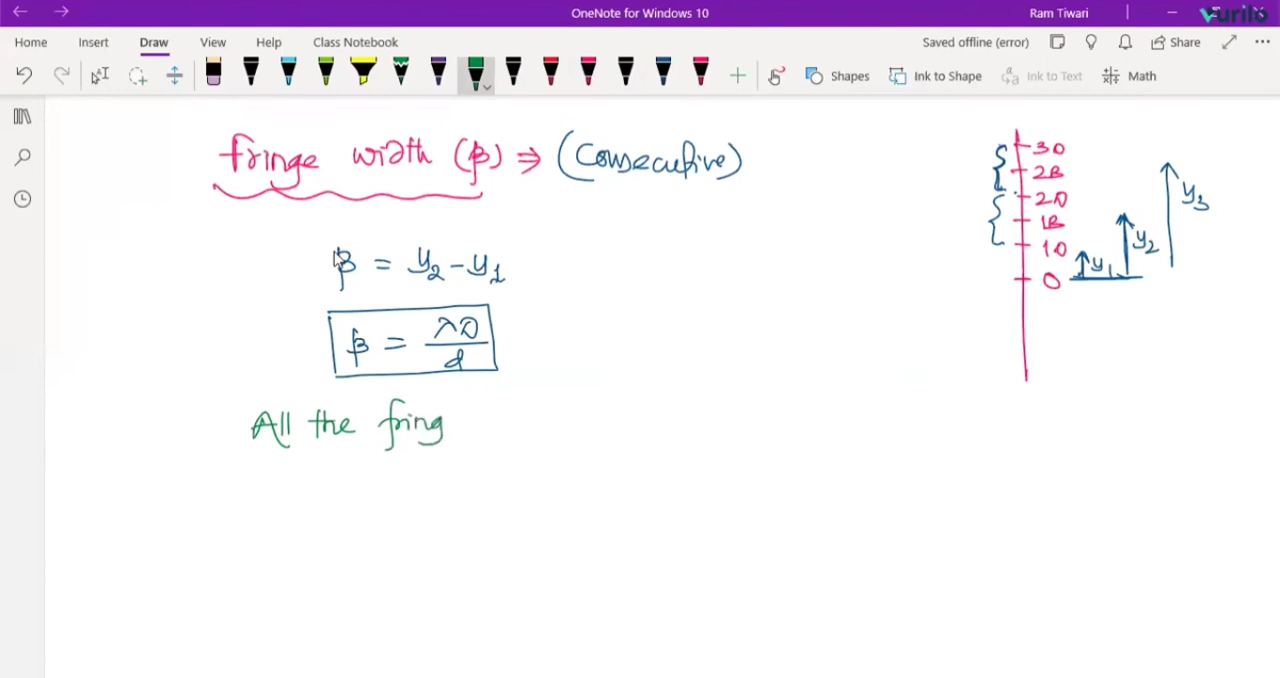 OneNote for Windows 10
Ram Tiwari
Yurilo
Home Insert Draw View Help Class Notebook
Saved offline (error)
Share
Shapes
Ink to Shape
Ink to Text
Math
fringe width (β) ⇒ (Consecutive)
β = y₂ - y₁
β = λD/d
All the fring
3D
2B
2D
1B
1D
O
y₁
y₂
y₃